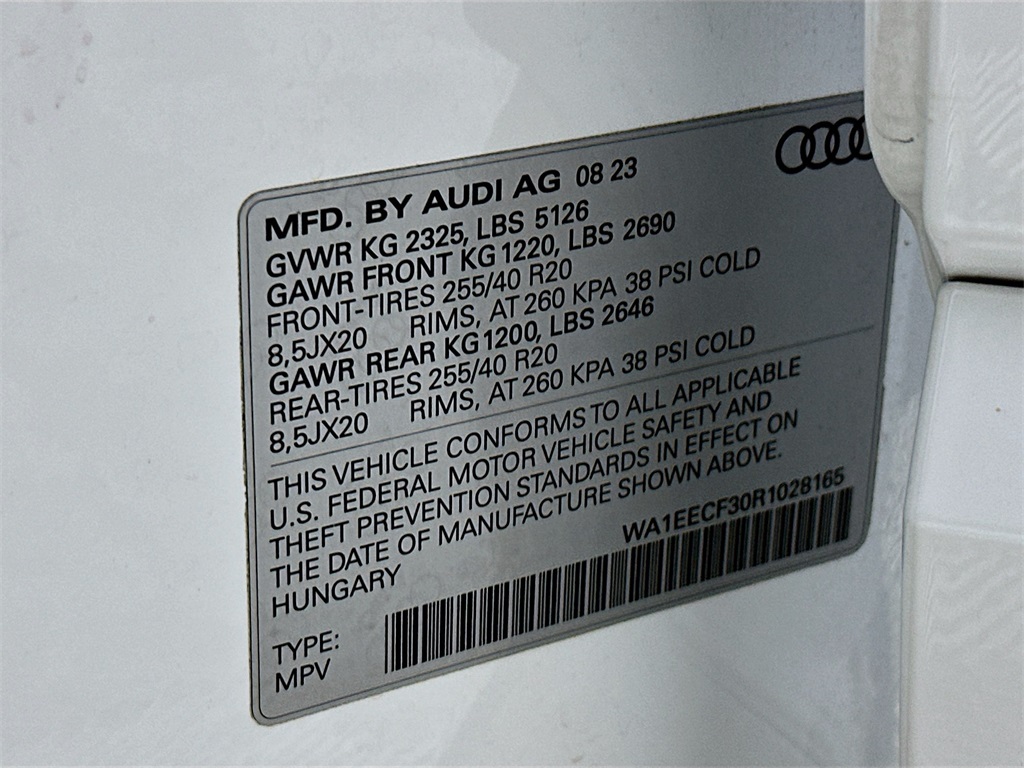 MFD. BY AUDI AG 08 23
GVWR KG 2325, LBS 5126
GAWR FRONT KG 1220, LBS 2690
FRONT-TIRES 255/40 R20
8,5JX20 RIMS, AT 260 KPA 38 PSI COLD
GAWR REAR KG 1200, LBS 2646
REAR-TIRES 255/40 R20
8,5JX20 RIMS, AT 260 KPA 38 PSI COLD
THIS VEHICLE CONFORMS TO ALL APPLICABLE
U.S. FEDERAL MOTOR VEHICLE SAFETY AND
THEFT PREVENTION STANDARDS IN EFFECT ON
THE DATE OF MANUFACTURE SHOWN ABOVE.
HUNGARY WA1EECF30R1028165
TYPE:
MPV